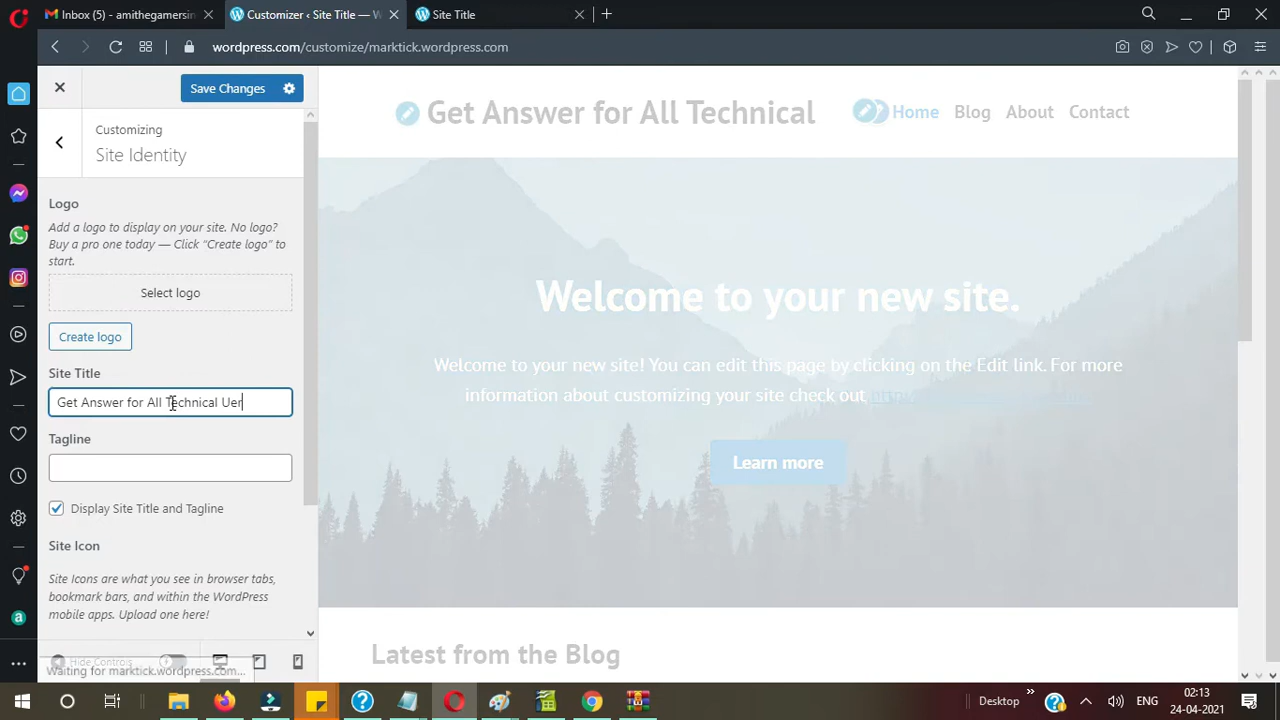 Inbox - amithegamersin
Customizer ‹ Site Title — W
Site Title
wordpress.com/customize/marktick.wordpress.com
Save Changes
Customizing
Site Identity
Logo
Add a logo to display on your site. No logo?
Buy a pro one today — Click “Create logo” to
start.
Select logo
Create logo
Site Title
Get Answer for All Technical Uer
Tagline
Display Site Title and Tagline
Site Icon
Site Icons are what you see in browser tabs,
bookmark bars, and within the WordPress
mobile apps. Upload one here!
Hide Controls
Waiting for marktick.wordpress.com...
Get Answer for All Technical
Home Blog About Contact
Welcome to your new site.
Welcome to your new site! You can edit this page by clicking on the Edit link. For more
information about customizing your site check out
Learn more
Latest from the Blog
Desktop
ENG
02:13
24-04-2021